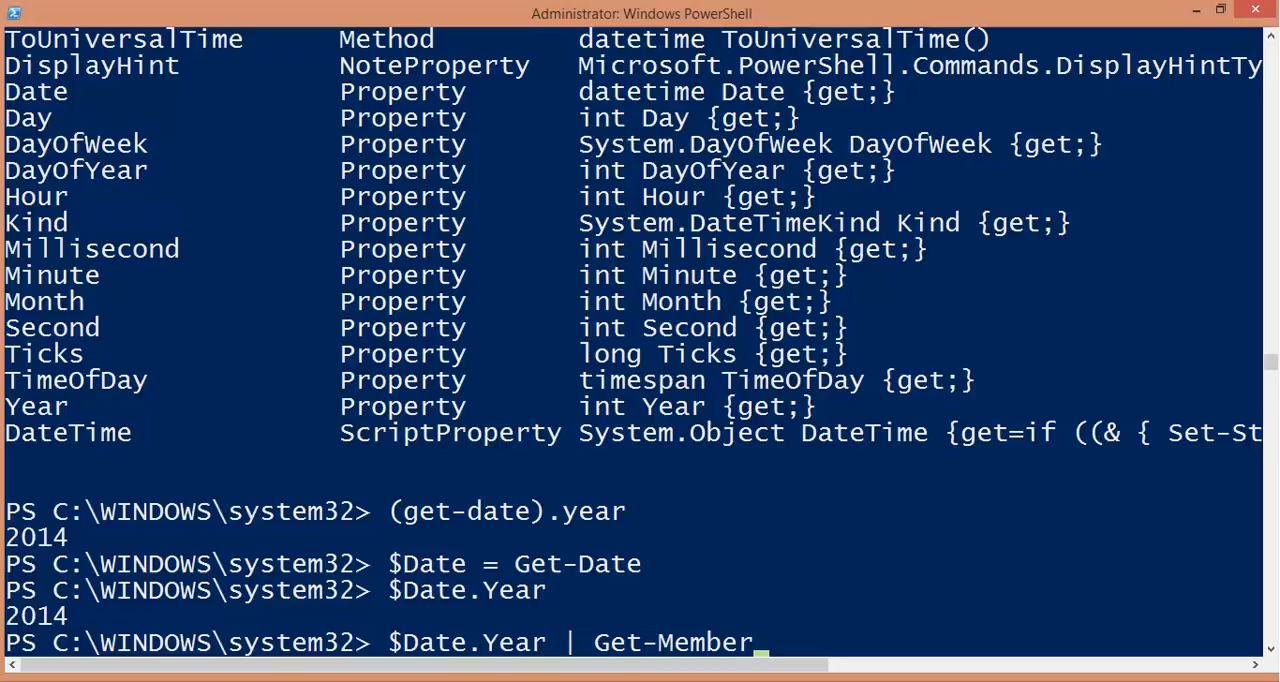 Administrator: Windows PowerShell
ToUniversalTime Method datetime ToUniversalTime()
DisplayHint NoteProperty Microsoft.PowerShell.Commands.DisplayHintTy
Date Property datetime Date {get;}
Day Property int Day {get;}
DayOfWeek Property System.DayOfWeek DayOfWeek {get;}
DayOfYear Property int DayOfYear {get;}
Hour Property int Hour {get;}
Kind Property System.DateTimeKind Kind {get;}
Millisecond Property int Millisecond {get;}
Minute Property int Minute {get;}
Month Property int Month {get;}
Second Property int Second {get;}
Ticks Property long Ticks {get;}
TimeOfDay Property timespan TimeOfDay {get;}
Year Property int Year {get;}
DateTime ScriptProperty System.Object DateTime {get=if ((& { Set-St
PS C:\WINDOWS\system32> (get-date).year
2014
PS C:\WINDOWS\system32> $Date = Get-Date
PS C:\WINDOWS\system32> $Date.Year
2014
PS C:\WINDOWS\system32> $Date.Year | Get-Member